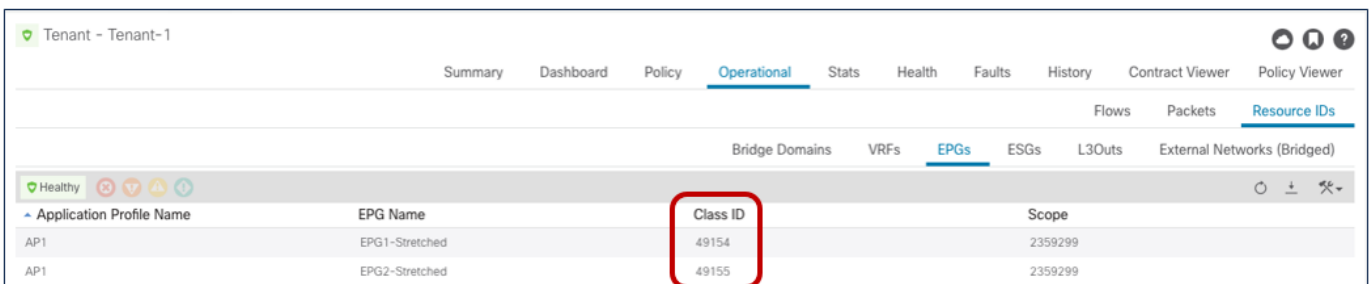 Tenant - Tenant-1
Summary Dashboard Policy Operational Stats Health Faults History Contract Viewer Policy Viewer
Flows Packets Resource IDs
Bridge Domains VRFs EPGs ESGs L3Outs External Networks (Bridged)
Healthy
Application Profile Name EPG Name Class ID Scope
AP1 EPG1-Stretched 49154 2359299
AP1 EPG2-Stretched 49155 2359299